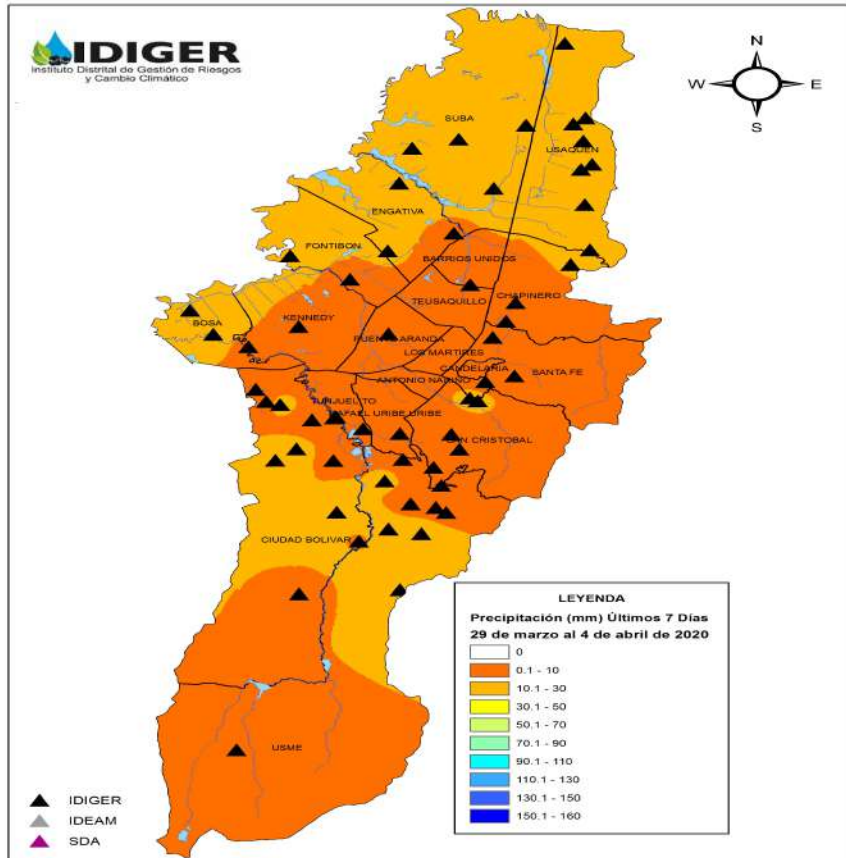 IDIGER
Instituto Distrital de Gestión de Riesgos
y Cambio Climático
N
W
E
S
SUBA
USAQUEN
ENGATIVA
FONTIBON
BARRIOS UNIDOS
TEUSAQUILLO
CHAPINERO
BOSA
KENNEDY
PUENTE ARANDA
LOS MARTIRES
CANDELARIA
SANTA FE
ANTONIO NARIÑO
TUNJUELITO
RAFAEL URIBE URIBE
SAN CRISTOBAL
CIUDAD BOLIVAR
USME
LEYENDA
Precipitación (mm) Últimos 7 Días
29 de marzo al 4 de abril de 2020
0
0.1 - 10
10.1 - 30
30.1 - 50
50.1 - 70
70.1 - 90
90.1 - 110
110.1 - 130
130.1 - 150
150.1 - 160
IDIGER
IDEAM
SDA